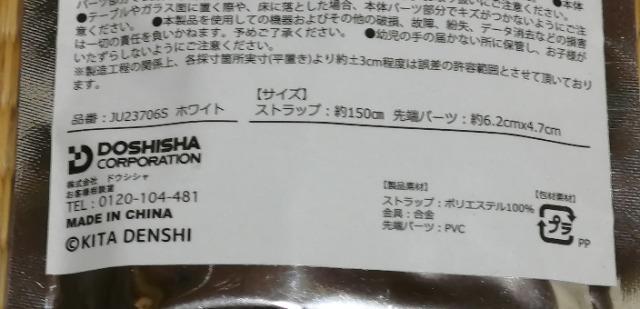 ●テーブルやガラス面に置く際や、床に落とした場合、本体パーツ部分でキズがつかないようにご注
意ください。 ●本製品を使用しての機器およびその他の破損、故障、紛失、データ消去などの損害
は一切の責任を負いかねます。予めご了承ください。 ●幼児の手の届かない所に保管し、お子様が
いたずらしないようにご注意ください。
※製造工程の関係上、各採寸箇所実寸(平置き)より約±3cm程度は誤差の許容範囲とさせて頂いており
ます。
品番:JU23706S ホワイト
【サイズ】
ストラップ:約150㎝ 先端パーツ:約6.2cmx4.7cm
DOSHISHA
CORPORATION
株式会社 ドウシシャ
お客様相談室
TEL:0120-104-481
MADE IN CHINA
©KITA DENSHI
【製品素材】
ストラップ:ポリエステル100%
金具:合金
先端パーツ:PVC
【包材素材】
プラ
PP